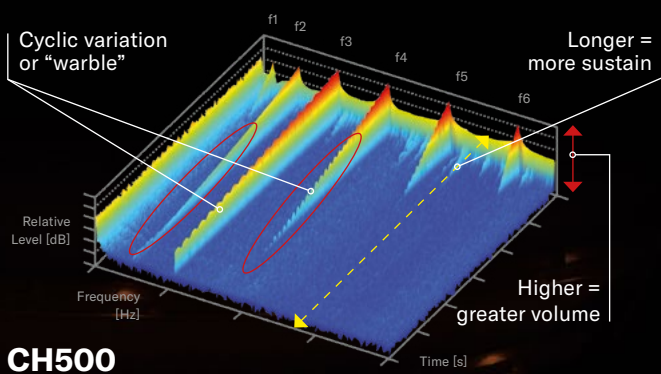 f1
f2
f3
f4
f5
f6
Cyclic variation
or “warble”
Longer =
more sustain
Relative
Level [dB]
Frequency
[Hz]
Higher =
greater volume
CH500
Time [s]